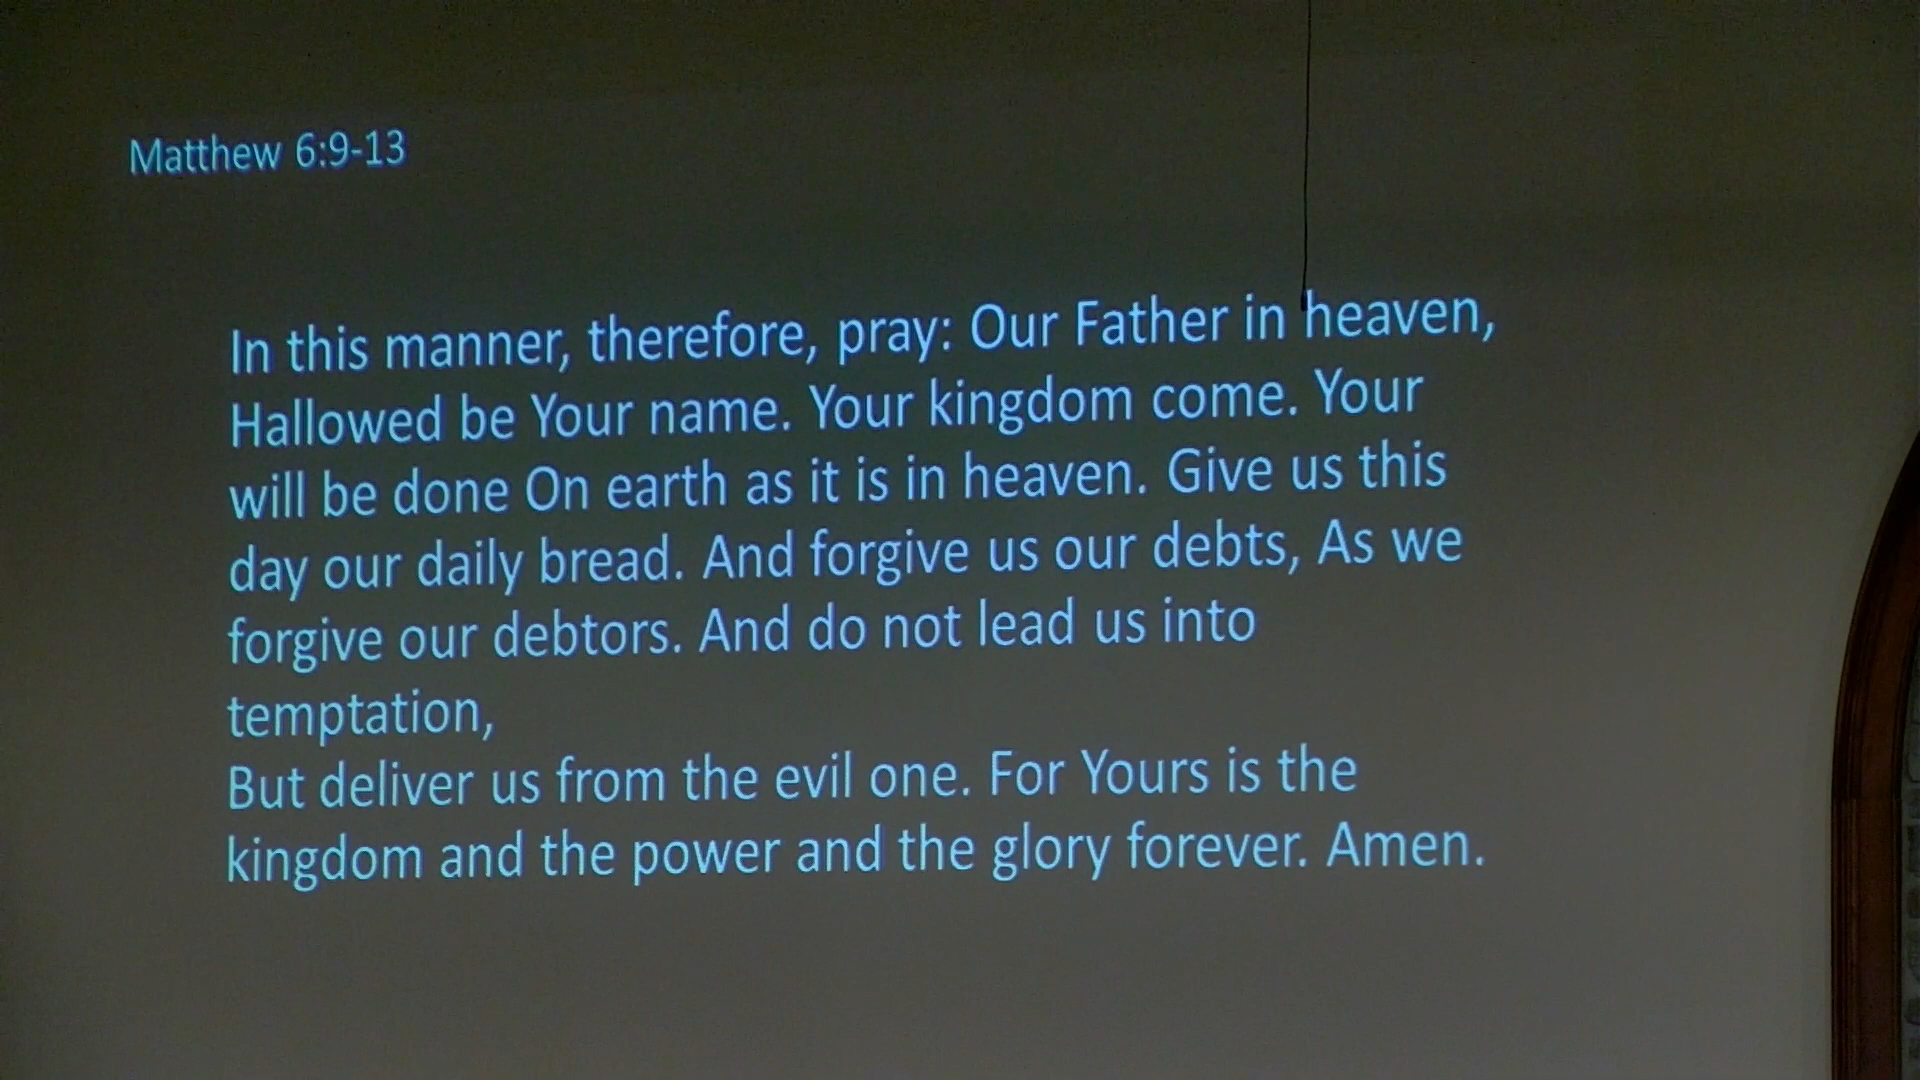 Matthew 6:9-13
In this manner, therefore, pray: Our Father in heaven,
Hallowed be Your name. Your kingdom come. Your
will be done On earth as it is in heaven. Give us this
day our daily bread. And forgive us our debts, As we
forgive our debtors. And do not lead us into
temptation,
But deliver us from the evil one. For Yours is the
kingdom and the power and the glory forever. Amen.